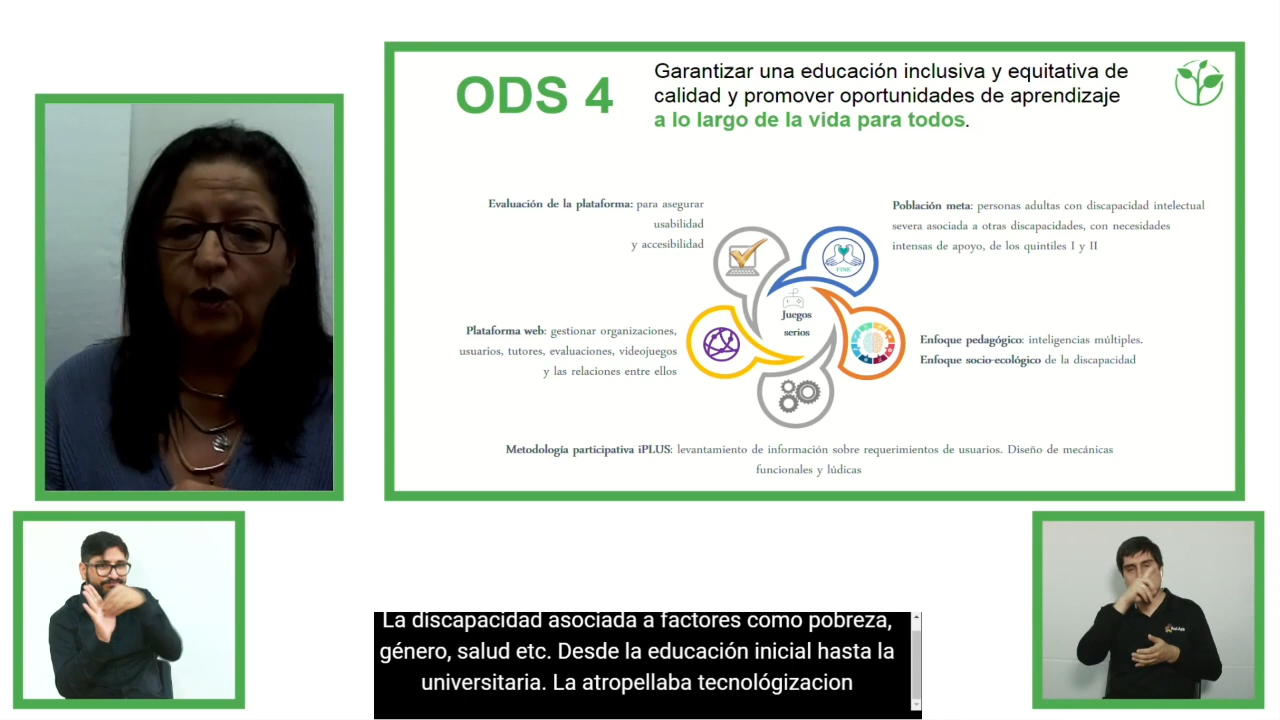 ODS 4
Garantizar una educación inclusiva y equitativa de
calidad y promover oportunidades de aprendizaje
a lo largo de la vida para todos.
Evaluación de la plataforma: para asegurar
usabilidad
y accesibilidad
Población meta: personas adultas con discapacidad intelectual
severa asociada a otras discapacidades, con necesidades
intensas de apoyo, de los quintiles I y II
FINE
Juegos
serios
Plataforma web: gestionar organizaciones,
usuarios, tutores, evaluaciones, videojuegos
y las relaciones entre ellos
Enfoque pedagógico: inteligencias múltiples.
Enfoque socio-ecológico de la discapacidad
Metodología participativa iPLUS: levantamiento de información sobre requerimientos de usuarios. Diseño de mecánicas
funcionales y lúdicas
La discapacidad asociada a factores como pobreza,
género, salud etc. Desde la educación inicial hasta la
universitaria. La atropellaba tecnológizacion